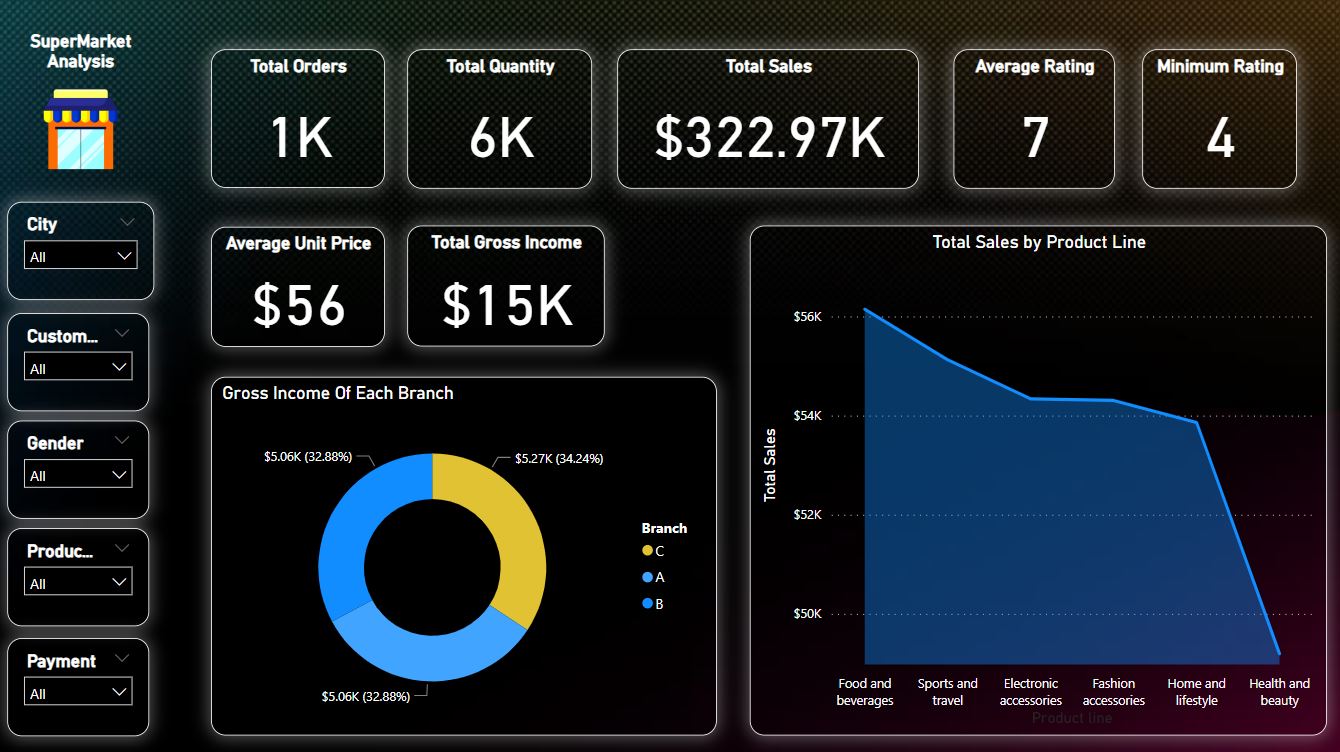 SuperMarket
Analysis
Total Orders
1K
Total Quantity
6K
Total Sales
$322.97K
Average Rating
7
Minimum Rating
4
City
All
Custom...
All
Gender
All
Produc...
All
Payment
All
Average Unit Price
$56
Total Gross Income
$15K
Gross Income Of Each Branch
$5.06K (32.88%)
$5.27K (34.24%)
$5.06K (32.88%)
Branch
C
A
B
Total Sales by Product Line
Total Sales
$56K
$54K
$52K
$50K
Food and
beverages
Sports and
travel
Electronic
accessories
Fashion
accessories
Home and
lifestyle
Health and
beauty
Product line